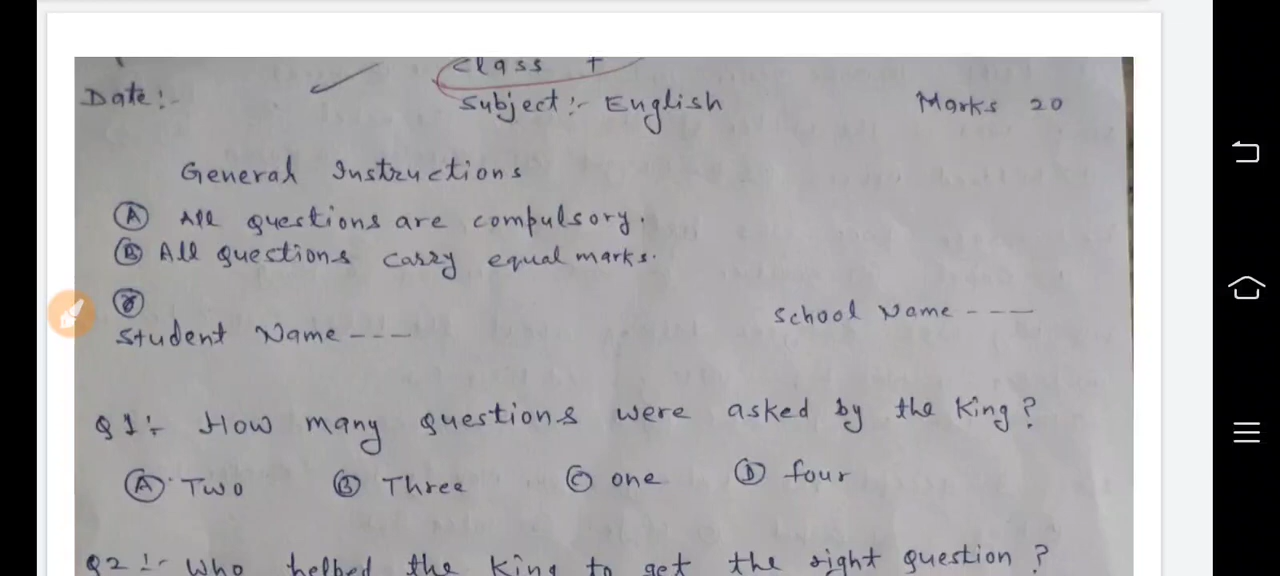 Class
Date:-
Subject:- English
Marks 20
General Instructions
(A) All questions are compulsory.
(B) All questions carry equal marks.
Student Name ---
School Name ---
Q1:- How many questions were asked by the King?
(A) Two (B) Three (C) one (D) four
Q2:- Who helped the King to get the right question?